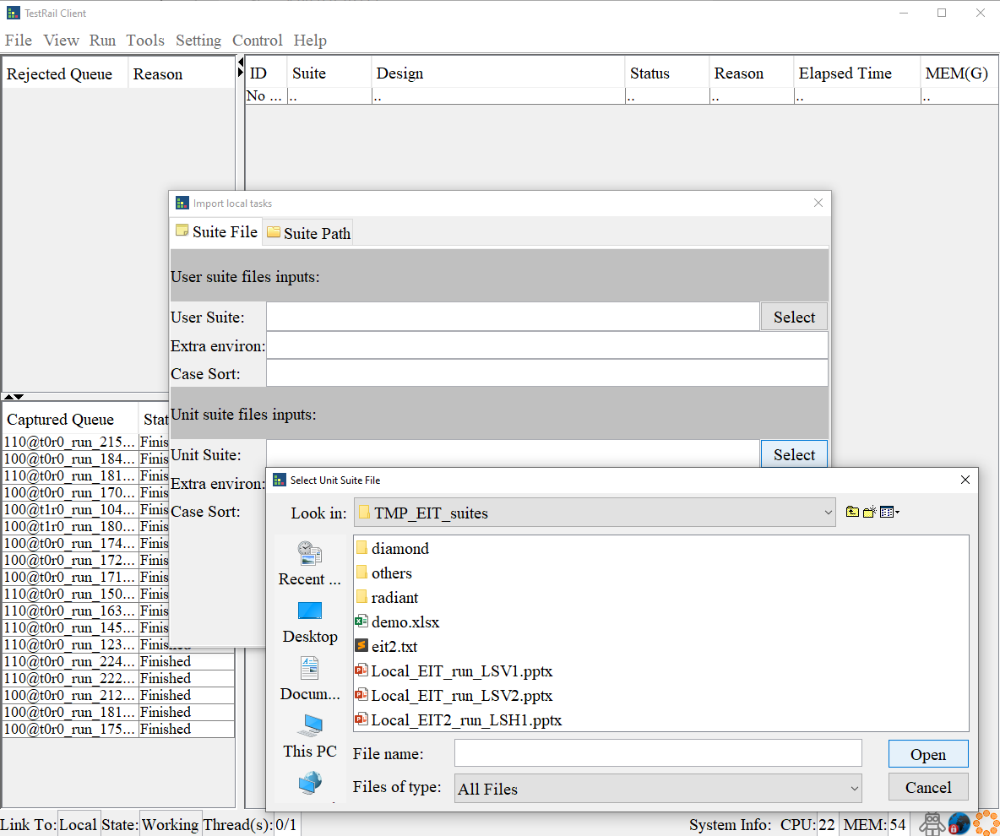 TestRail Client
File View Run Tools Setting Control Help
Rejected Queue Reason
ID Suite Design Status Reason Elapsed Time MEM(G)
No ... .. .. .. .. .. ..
Import local tasks
Suite File Suite Path
User suite files inputs:
User Suite: Select
Extra environ:
Case Sort:
Unit suite files inputs:
Unit Suite: Select
Extra environ:
Case Sort:
Captured Queue Stat
110@t0r0_run_215... Finis
100@t0r0_run_184... Finis
110@t0r0_run_181... Finis
100@t0r0_run_170... Finis
100@t1r0_run_104... Finis
100@t1r0_run_180... Finis
100@t0r0_run_174... Finis
100@t0r0_run_172... Finis
100@t0r0_run_171... Finis
110@t0r0_run_150... Finis
110@t0r0_run_163... Finis
110@t0r0_run_145... Finis
110@t0r0_run_123... Finished
110@t0r0_run_224... Finished
110@t0r0_run_222... Finished
100@t0r0_run_212... Finished
100@t0r0_run_181... Finished
100@t0r0_run_175... Finished
Select Unit Suite File
Look in: TMP_EIT_suites
Recent ...
Desktop
Docum...
This PC
diamond
others
radiant
demo.xlsx
eit2.txt
Local_EIT_run_LSV1.pptx
Local_EIT_run_LSV2.pptx
Local_EIT2_run_LSH1.pptx
File name: Open
Files of type: All Files Cancel
Link To: Local State: Working Thread(s): 0/1 System Info: CPU: 22 MEM: 54